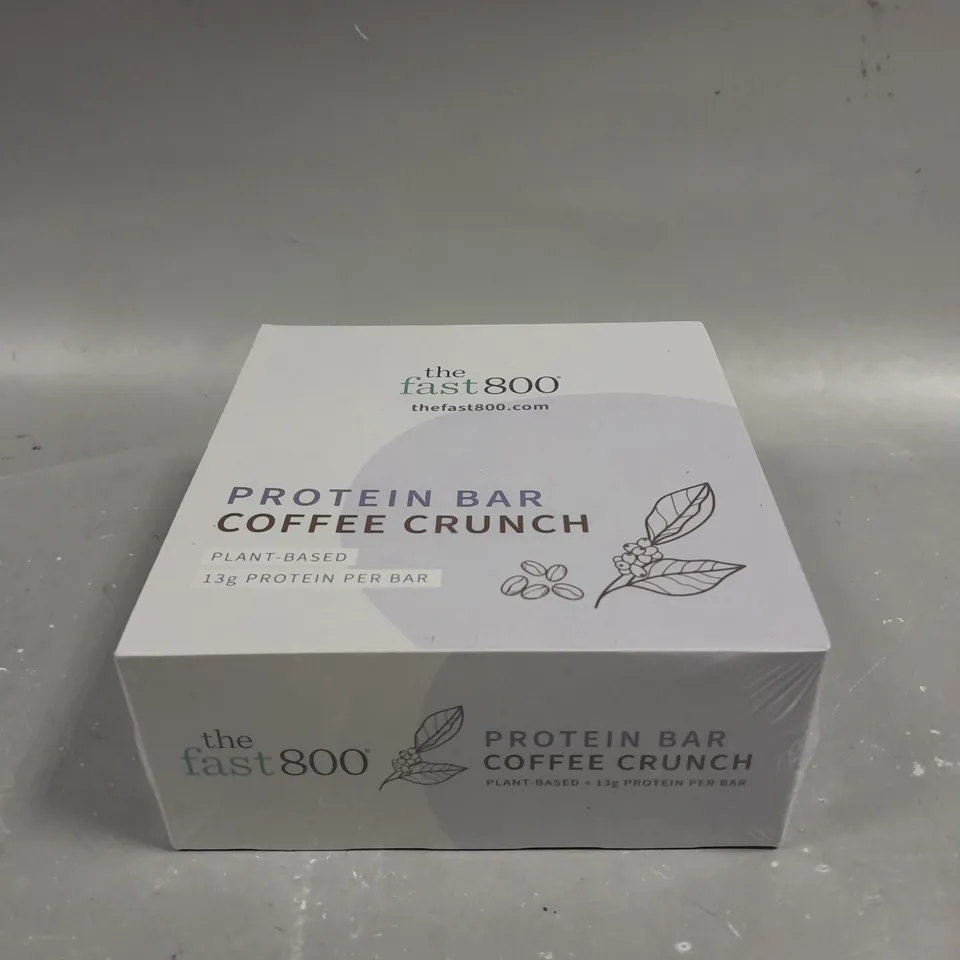 the
fast800®
thefast800.com
PROTEIN BAR
COFFEE CRUNCH
PLANT-BASED
13g PROTEIN PER BAR
the
fast800®
PROTEIN BAR
COFFEE CRUNCH
PLANT-BASED + 13g PROTEIN PER BAR